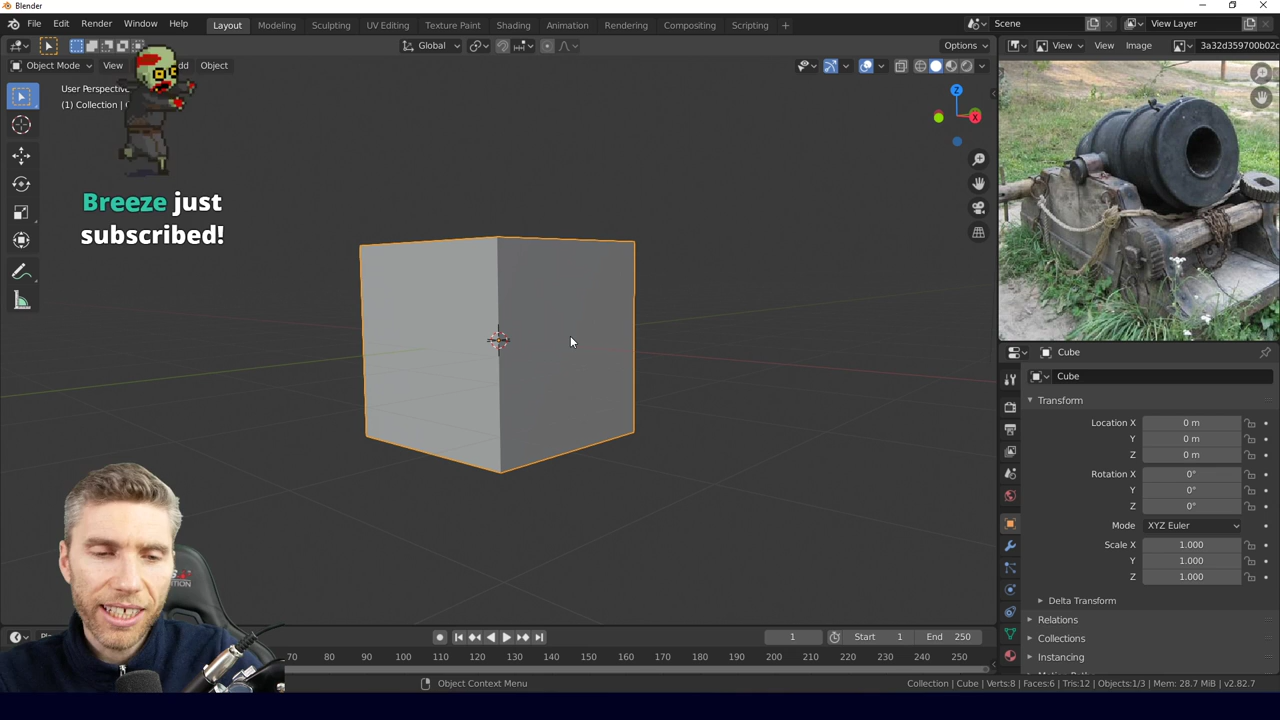 Blender
File Edit Render Window Help
Layout Modeling Sculpting UV Editing Texture Paint Shading Animation Rendering Compositing Scripting +
Scene
View Layer
Global
Options
View View Image
3a32d359700b02c
Object Mode View
Object
User Perspective
(1) Collection |
Z
X
Breeze just
subscribed!
Cube
Cube
Transform
Location X 0 m
Y 0 m
Z 0 m
Rotation X 0°
Y 0°
Z 0°
Mode XYZ Euler
Scale X 1.000
Y 1.000
Z 1.000
Delta Transform
Relations
Collections
Instancing
1
Start 1
End 250
70 80 90 100 110 120 130 140 150 160 170 180 190 200 210 220 230 240 250
Object Context Menu
Collection | Cube | Verts:8 | Faces:6 | Tris:12 | Objects:1/3 | Mem: 28.7 MiB | v2.82.7